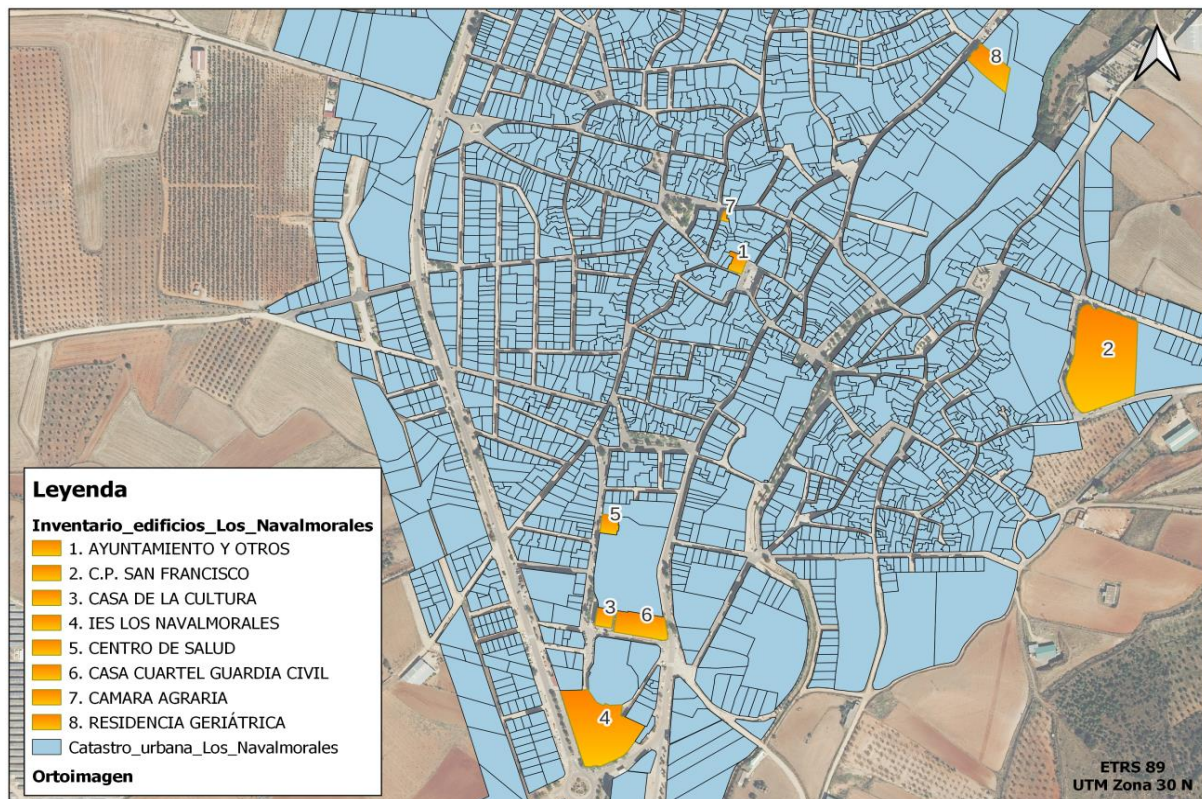 8
7
1
2
5
3
6
4
Leyenda
Inventario_edificios_Los_Navalmorales
1. AYUNTAMIENTO Y OTROS
2. C.P. SAN FRANCISCO
3. CASA DE LA CULTURA
4. IES LOS NAVALMORALES
5. CENTRO DE SALUD
6. CASA CUARTEL GUARDIA CIVIL
7. CAMARA AGRARIA
8. RESIDENCIA GERIÁTRICA
Catastro_urbana_Los_Navalmorales
Ortoimagen
ETRS 89
UTM Zona 30 N